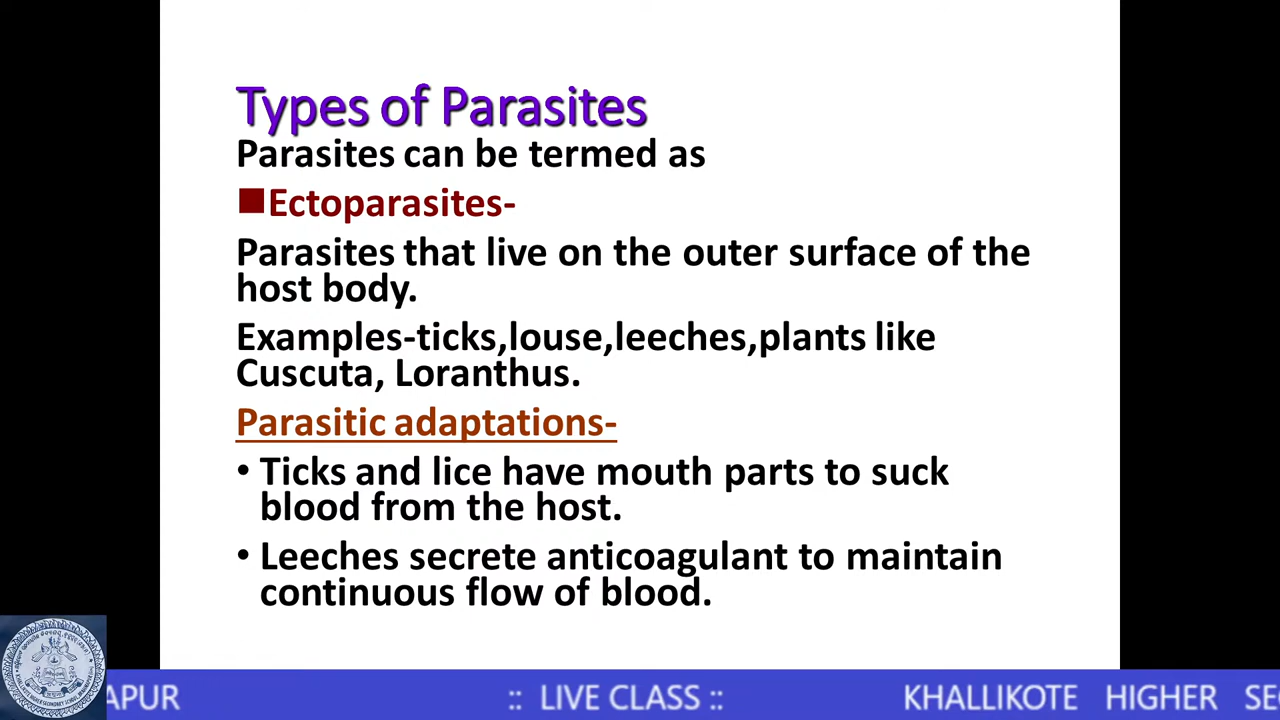 Types of Parasites
Parasites can be termed as
Ectoparasites-
Parasites that live on the outer surface of the
host body.
Examples-ticks,louse,leeches,plants like
Cuscuta, Loranthus.
Parasitic adaptations-
• Ticks and lice have mouth parts to suck
blood from the host.
• Leeches secrete anticoagulant to maintain
continuous flow of blood.
APUR :: LIVE CLASS :: KHALLIKOTE HIGHER SE